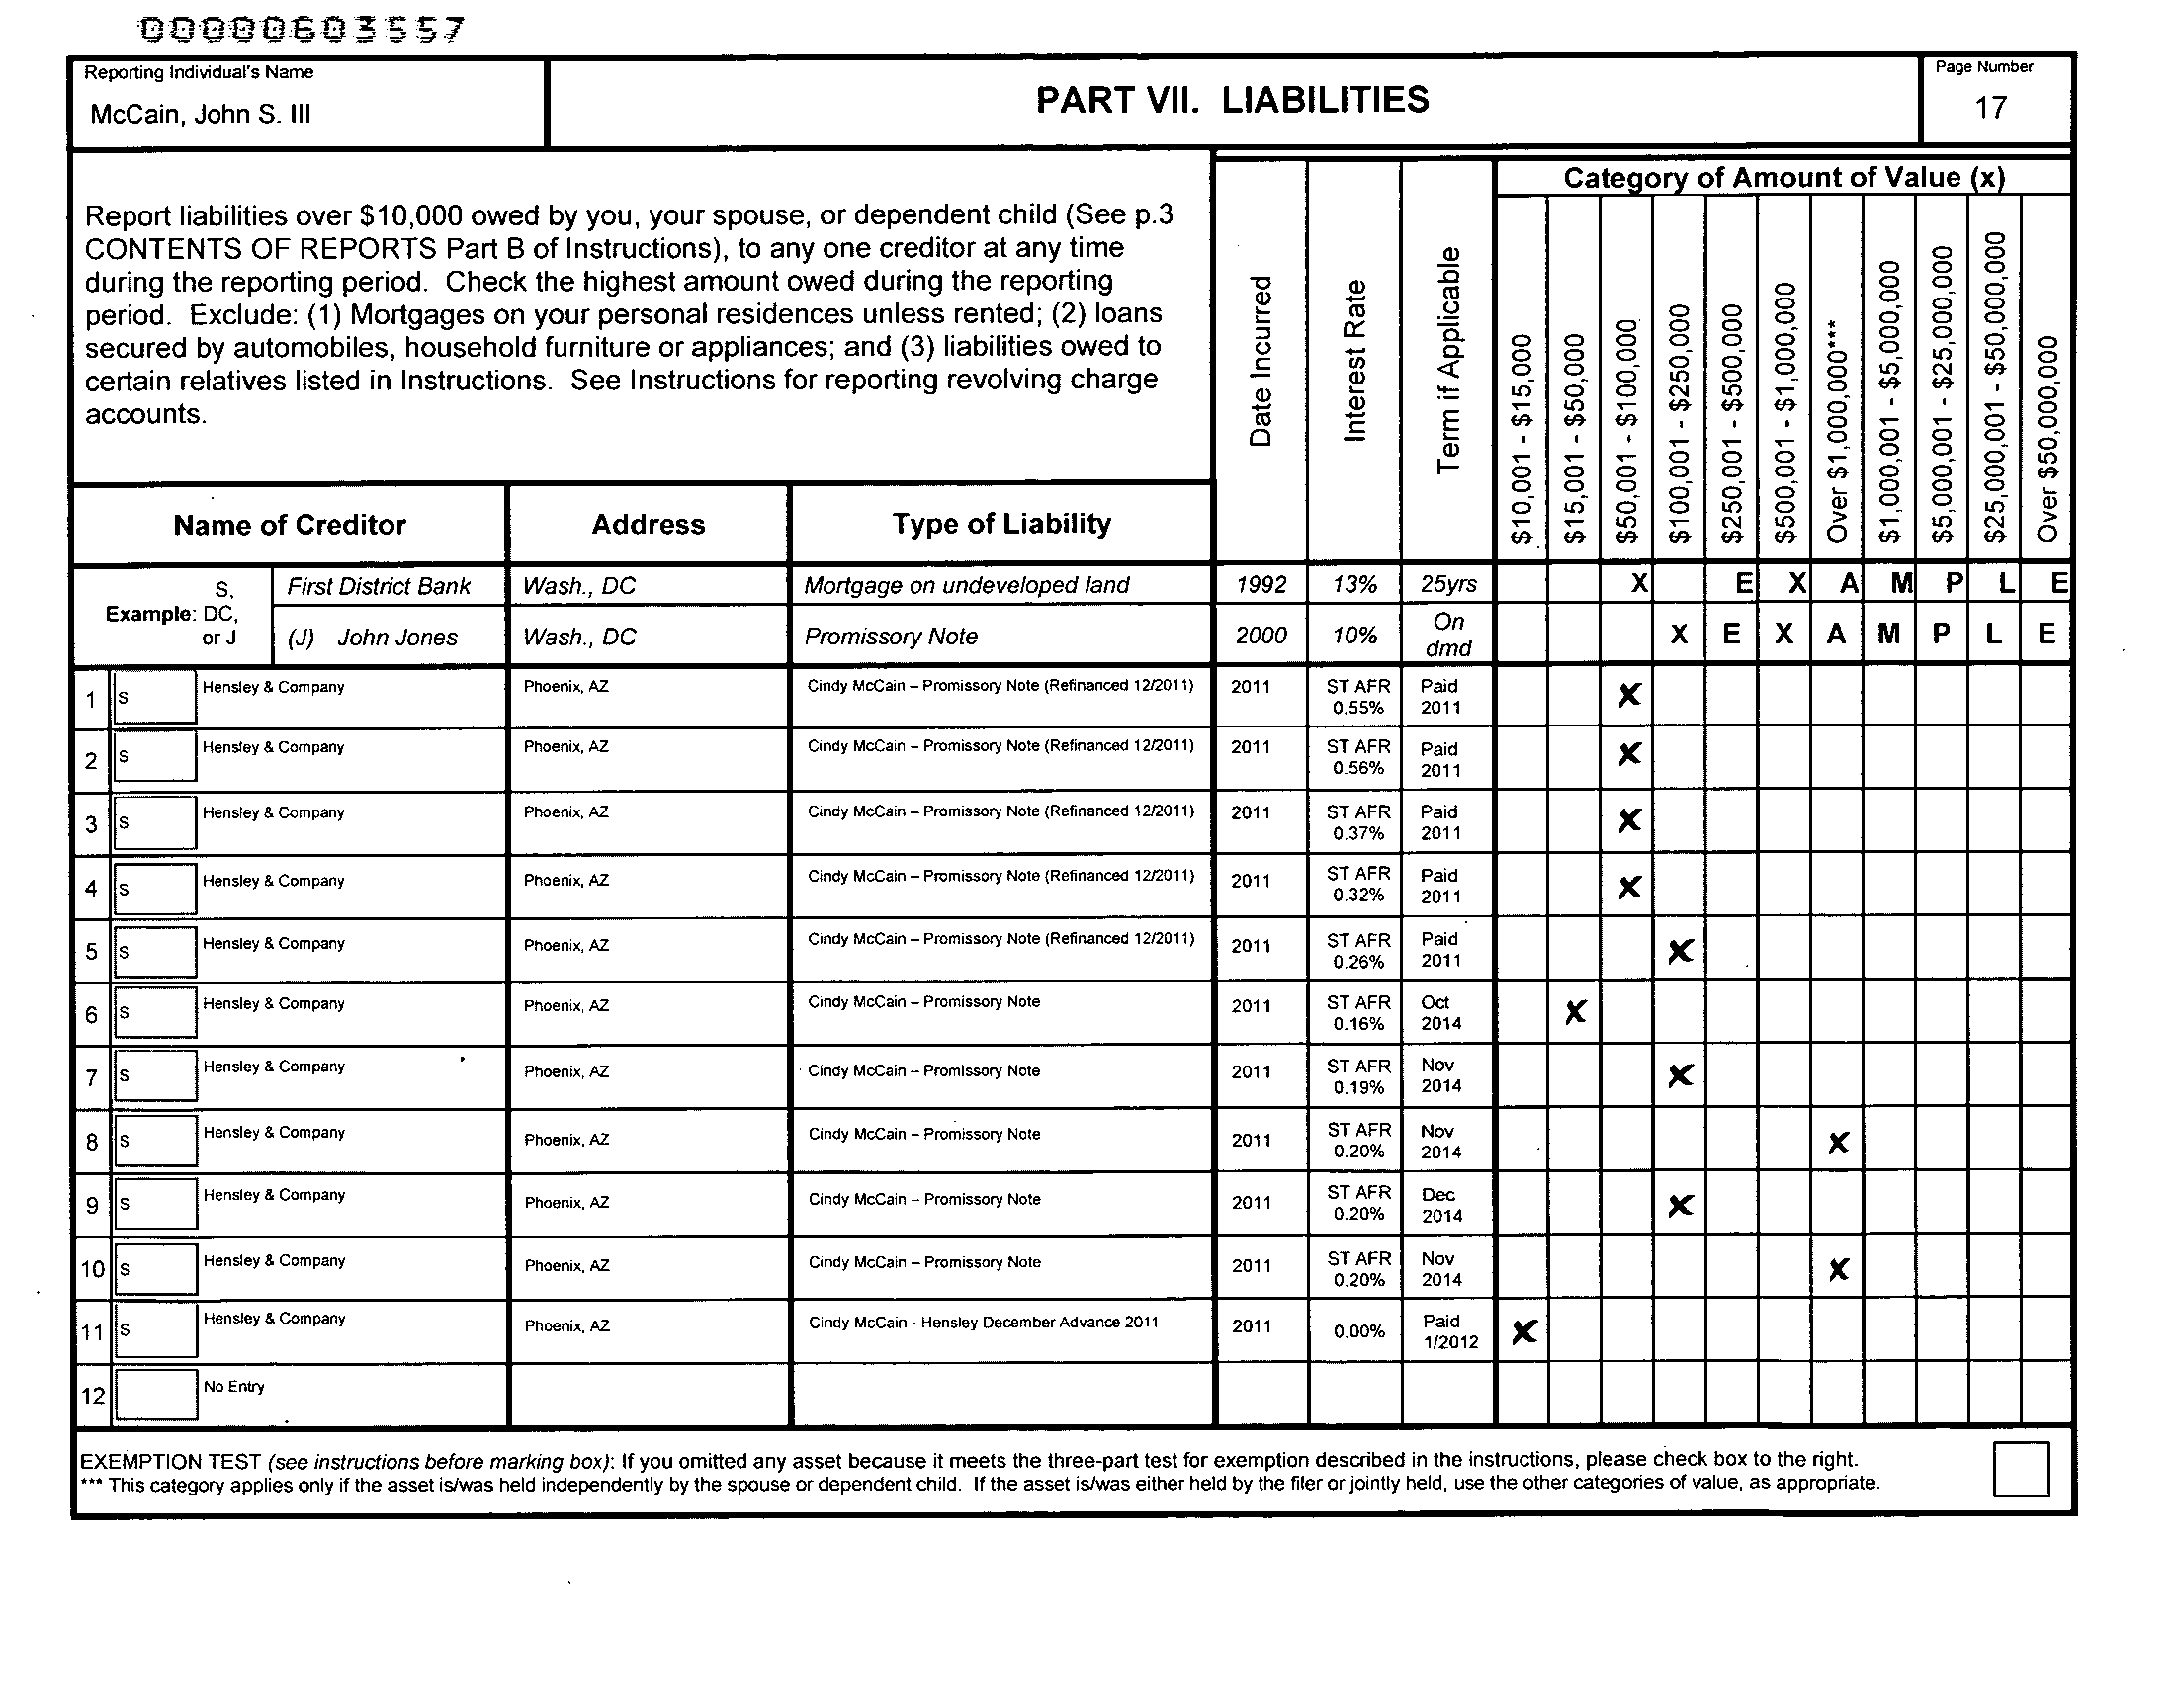 00000603557
Reporting Individual's Name
McCain, John S. III
PART VII. LIABILITIES
Page Number
17
Report liabilities over $10,000 owed by you, your spouse, or dependent child (See p.3
CONTENTS OF REPORTS Part B of Instructions), to any one creditor at any time
during the reporting period. Check the highest amount owed during the reporting
period. Exclude: (1) Mortgages on your personal residences unless rented; (2) loans
secured by automobiles, household furniture or appliances; and (3) liabilities owed to
certain relatives listed in Instructions. See Instructions for reporting revolving charge
accounts.
Date Incurred
Interest Rate
Term if Applicable
Category of Amount of Value (x)
$10,001 - $15,000
$15,001 - $50,000
$50,001 - $100,000
$100,001 - $250,000
$250,001 - $500,000
$500,001 - $1,000,000
Over $1,000,000***
$1,000,001 - $5,000,000
$5,000,001 - $25,000,000
$25,000,001 - $50,000,000
Over $50,000,000
Name of Creditor Address Type of Liability
Example: S, DC, or J
First District Bank Wash., DC Mortgage on undeveloped land 1992 13% 25yrs X E X A M P L E
(J) John Jones Wash., DC Promissory Note 2000 10% On dmd X E X A M P L E
1 S Hensley & Company Phoenix, AZ Cindy McCain – Promissory Note (Refinanced 12/2011) 2011 ST AFR 0.55% Paid 2011 X
2 S Hensley & Company Phoenix, AZ Cindy McCain – Promissory Note (Refinanced 12/2011) 2011 ST AFR 0.56% Paid 2011 X
3 S Hensley & Company Phoenix, AZ Cindy McCain – Promissory Note (Refinanced 12/2011) 2011 ST AFR 0.37% Paid 2011 X
4 S Hensley & Company Phoenix, AZ Cindy McCain – Promissory Note (Refinanced 12/2011) 2011 ST AFR 0.32% Paid 2011 X
5 S Hensley & Company Phoenix, AZ Cindy McCain – Promissory Note (Refinanced 12/2011) 2011 ST AFR 0.26% Paid 2011 X
6 S Hensley & Company Phoenix, AZ Cindy McCain – Promissory Note 2011 ST AFR 0.16% Oct 2014 X
7 S Hensley & Company Phoenix, AZ Cindy McCain – Promissory Note 2011 ST AFR 0.19% Nov 2014 X
8 S Hensley & Company Phoenix, AZ Cindy McCain – Promissory Note 2011 ST AFR 0.20% Nov 2014 X
9 S Hensley & Company Phoenix, AZ Cindy McCain – Promissory Note 2011 ST AFR 0.20% Dec 2014 X
10 S Hensley & Company Phoenix, AZ Cindy McCain – Promissory Note 2011 ST AFR 0.20% Nov 2014 X
11 S Hensley & Company Phoenix, AZ Cindy McCain - Hensley December Advance 2011 2011 0.00% Paid 1/2012 X
12 No Entry
EXEMPTION TEST (see instructions before marking box): If you omitted any asset because it meets the three-part test for exemption described in the instructions, please check box to the right.
*** This category applies only if the asset is/was held independently by the spouse or dependent child. If the asset is/was either held by the filer or jointly held, use the other categories of value, as appropriate.